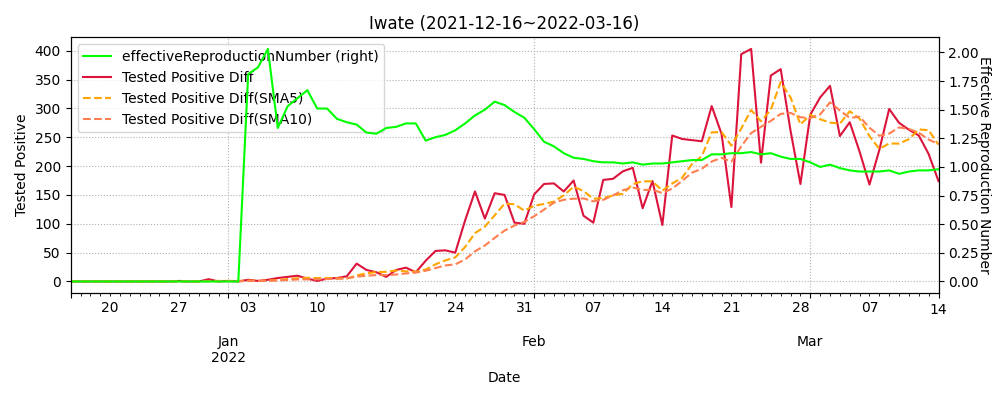 Iwate (2021-12-16~2022-03-16)
effectiveReproductionNumber (right)
Tested Positive Diff
Tested Positive Diff(SMA5)
Tested Positive Diff(SMA10)
Tested Positive
400
350
300
250
200
150
100
50
0
2.00
1.75
1.50
1.25
1.00
0.75
0.50
0.25
0.00
Effective Reproduction Number
20 27 03 10 17 24 31 07 14 21 28 07 14
Jan Feb Mar
2022
Date